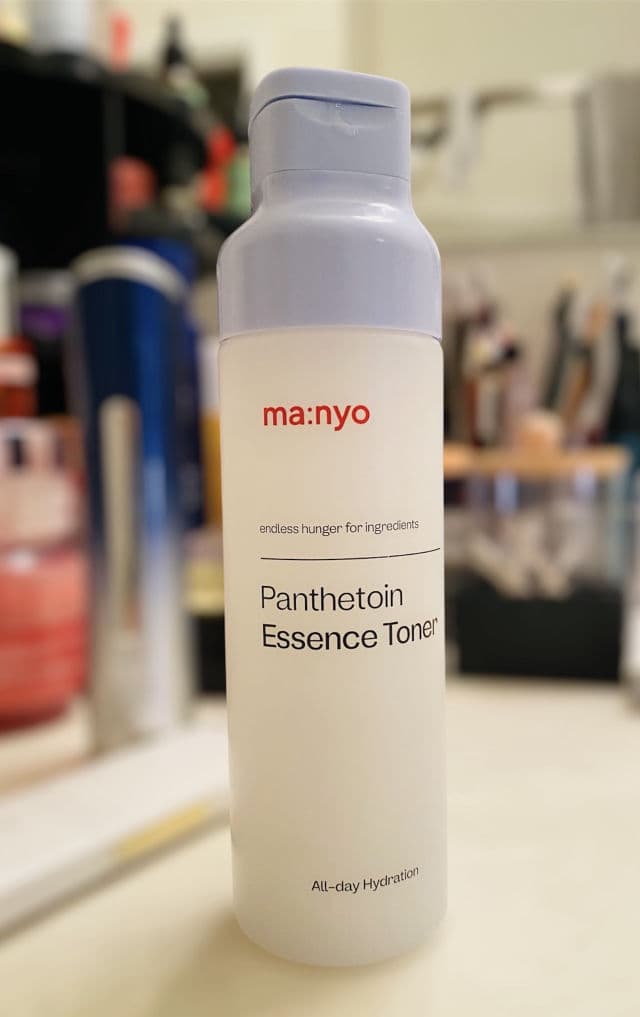 ma:nyo
endless hunger for ingredients
Panthetoin
Essence Toner
All-day Hydration